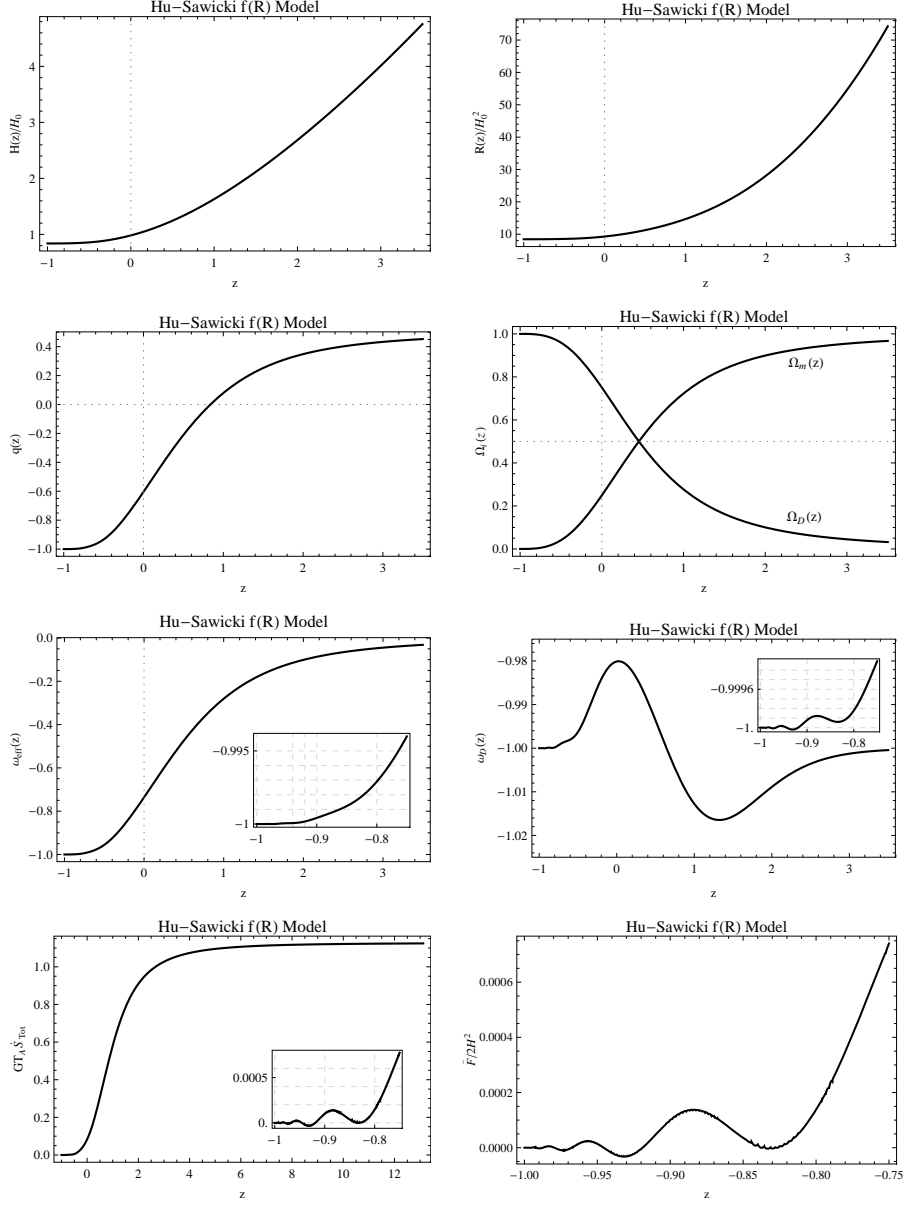 Hu−Sawicki f(R) Model
H(z)/H₀
4
3
2
1
−1 0 1 2 3
z
Hu−Sawicki f(R) Model
R(z)/H₀²
70
60
50
40
30
20
10
−1 0 1 2 3
z
Hu−Sawicki f(R) Model
q(z)
0.4
0.2
0.0
−0.2
−0.4
−0.6
−0.8
−1.0
−1 0 1 2 3
z
Hu−Sawicki f(R) Model
Ωᵢ(z)
1.0
0.8
0.6
0.4
0.2
0.0
Ωₘ(z)
Ω_D(z)
−1 0 1 2 3
z
Hu−Sawicki f(R) Model
ω_eff(z)
0.0
−0.2
−0.4
−0.6
−0.8
−1.0
−0.995
−1
−1 −0.9 −0.8
−1 0 1 2 3
z
Hu−Sawicki f(R) Model
ω_D(z)
−0.98
−0.99
−1.00
−1.01
−1.02
−0.9996
−1
−1 −0.9 −0.8
−1 0 1 2 3
z
Hu−Sawicki f(R) Model
GT_A Ṡ_Tot
1.0
0.8
0.6
0.4
0.2
0.0
0.0005
0.
−1 −0.9 −0.8
0 2 4 6 8 10 12
z
Hu−Sawicki f(R) Model
0.0006
0.0004
0.0002
0.0000
−1.00 −0.95 −0.90 −0.85 −0.80 −0.75
z